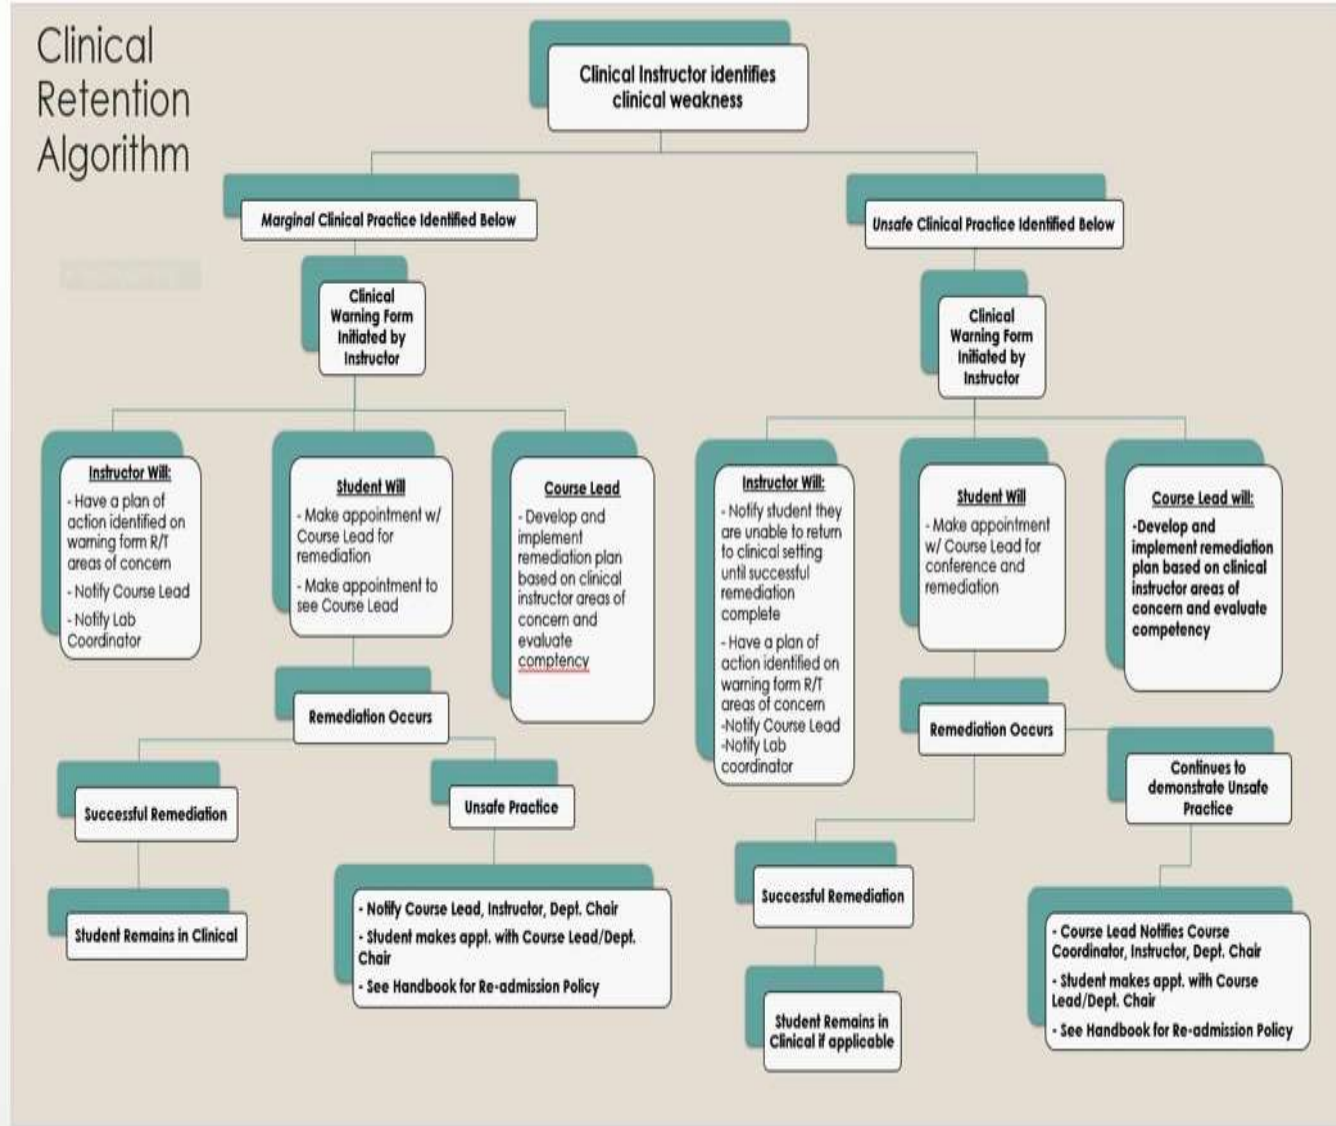 Clinical
Retention
Algorithm
Clinical Instructor identifies
clinical weakness
Marginal Clinical Practice Identified Below
Clinical
Warning Form
Initiated by
Instructor
Instructor Will:
- Have a plan of
action identified on
warning form R/T
areas of concern
- Notify Course Lead
- Notify Lab
Coordinator
Student Will
- Make appointment w/
Course Lead for
remediation
- Make appointment to
see Course Lead
Course Lead
- Develop and
implement
remediation plan
based on clinical
instructor areas of
concern and
evaluate
comptency
Remediation Occurs
Successful Remediation
Student Remains in Clinical
Unsafe Practice
- Notify Course Lead, Instructor, Dept. Chair
- Student makes appt. with Course Lead/Dept.
Chair
- See Handbook for Re-admission Policy
Unsafe Clinical Practice Identified Below
Clinical
Warning Form
Initiated by
Instructor
Instructor Will:
- Notify student they
are unable to return
to clinical setting
until successful
remediation
complete
- Have a plan of
action identified on
warning form R/T
areas of concern
-Notify Course Lead
-Notify Lab
coordinator
Student Will
- Make appointment
w/ Course Lead for
conference and
remediation
Course Lead will:
-Develop and
implement remediation
plan based on clinical
instructor areas of
concern and evaluate
competency
Remediation Occurs
Successful Remediation
Student Remains in
Clinical if applicable
Continues to
demonstrate Unsafe
Practice
- Course Lead Notifies Course
Coordinator, Instructor, Dept. Chair
- Student makes appt. with Course
Lead/Dept. Chair
- See Handbook for Re-admission Policy